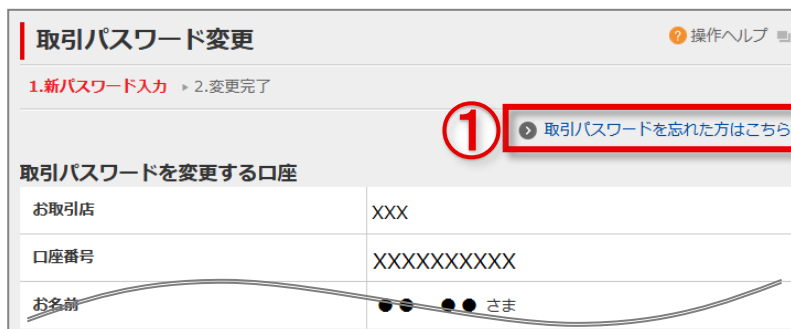 取引パスワード変更
操作ヘルプ
1.新パスワード入力 ▸ 2.変更完了
① 取引パスワードを忘れた方はこちら
取引パスワードを変更する口座
お取引店 XXX
口座番号 XXXXXXXXXX
お名前 ●● ●● さま